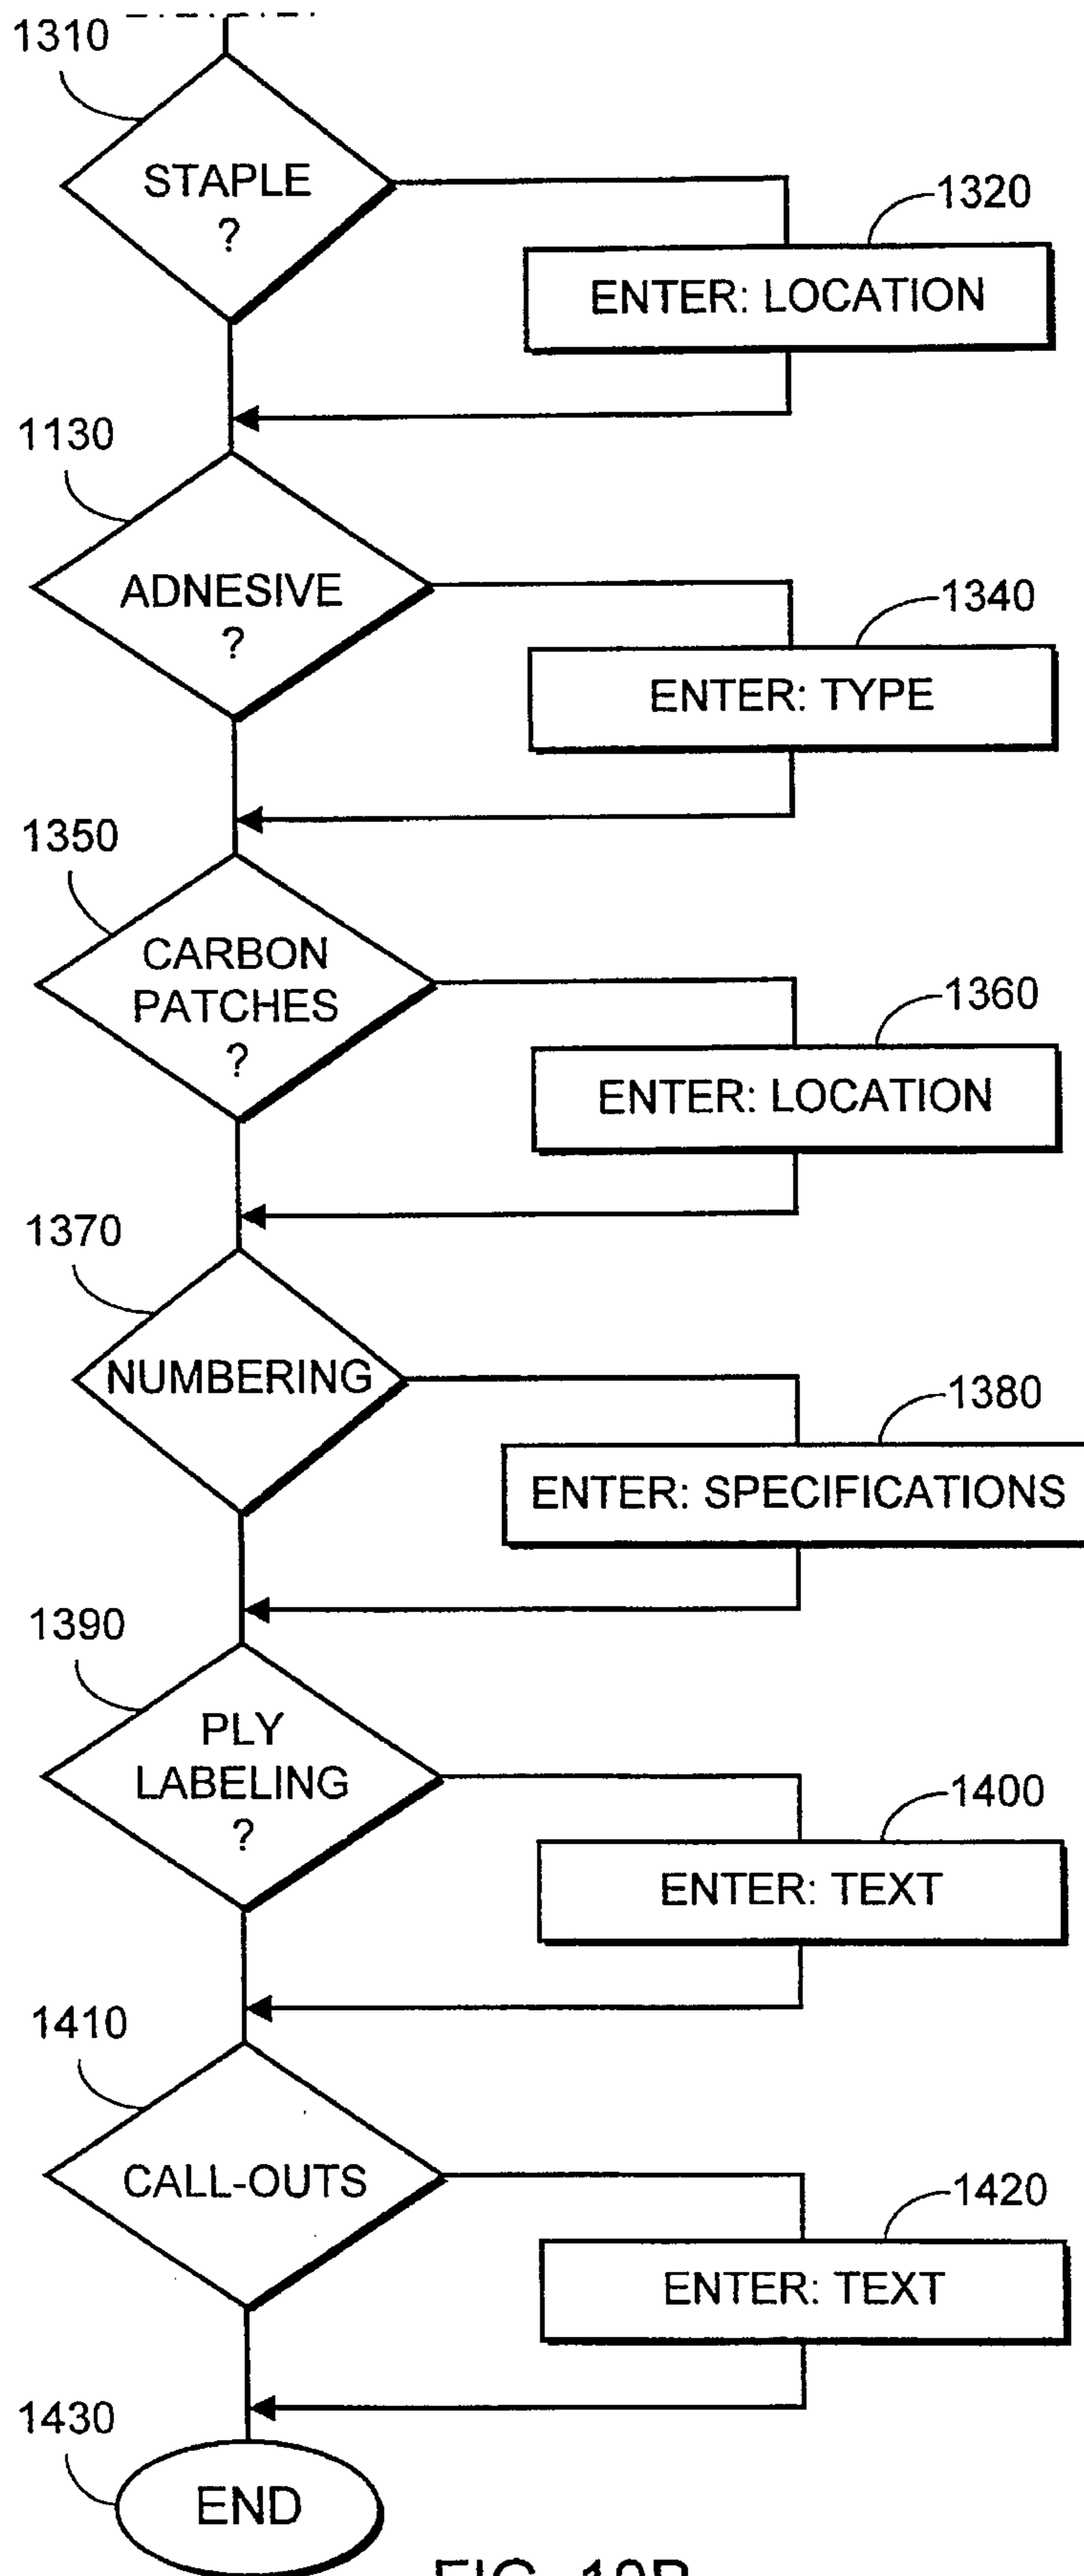 1310
STAPLE
?
1320
ENTER: LOCATION
1130
ADNESIVE
?
1340
ENTER: TYPE
1350
CARBON
PATCHES
?
1360
ENTER: LOCATION
1370
NUMBERING
1380
ENTER: SPECIFICATIONS
1390
PLY
LABELING
?
1400
ENTER: TEXT
1410
CALL-OUTS
1420
ENTER: TEXT
1430
END